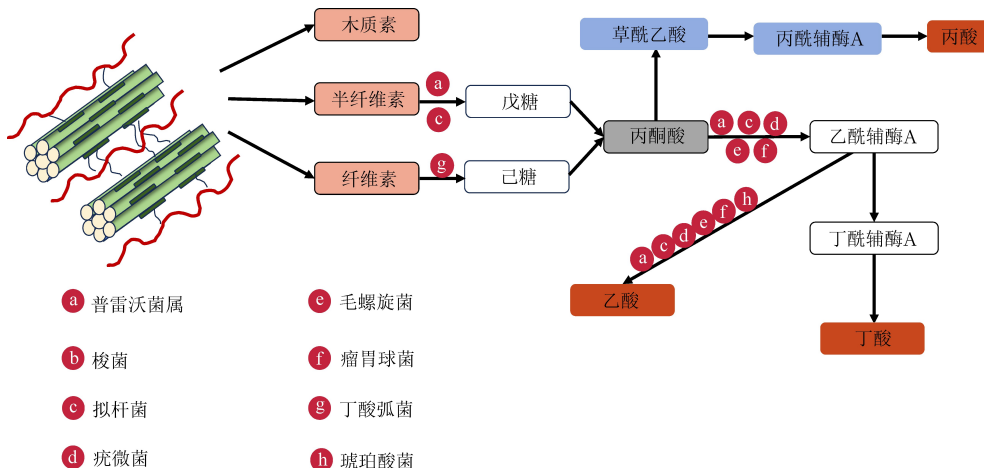 木质素
草酰乙酸
丙酰辅酶A
丙酸
半纤维素
a
c
戊糖
丙酮酸
a c d
e f
乙酰辅酶A
纤维素
g
己糖
a c d e f h
丁酰辅酶A
乙酸
丁酸
a 普雷沃菌属
e 毛螺旋菌
b 梭菌
f 瘤胃球菌
c 拟杆菌
g 丁酸弧菌
d 疣微菌
h 琥珀酸菌